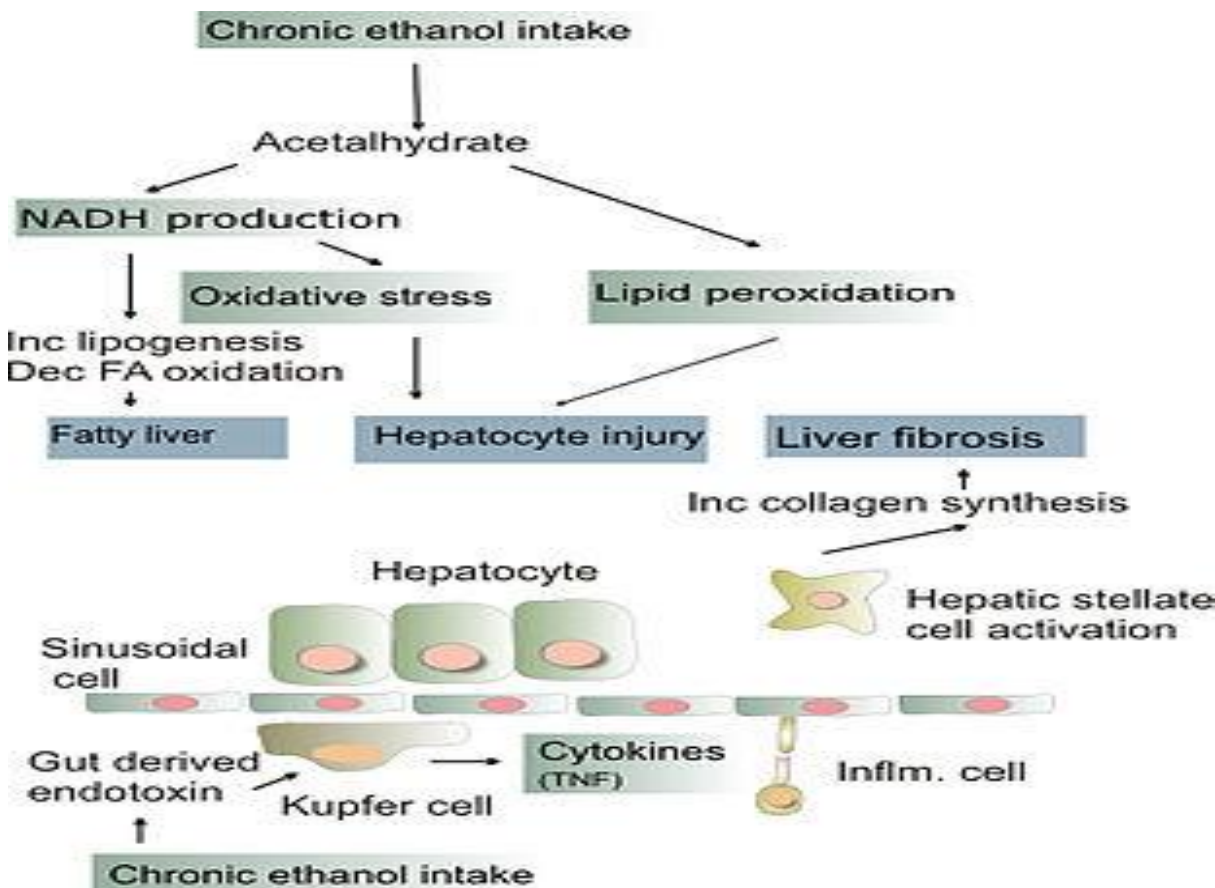 Chronic ethanol intake
Acetalhydrate
NADH production
Oxidative stress
Lipid peroxidation
Inc lipogenesis
Dec FA oxidation
Fatty liver
Hepatocyte injury
Liver fibrosis
Inc collagen synthesis
Hepatocyte
Hepatic stellate
cell activation
Sinusoidal
cell
Gut derived
endotoxin
Kupfer cell
Cytokines
(TNF)
Inflm. cell
Chronic ethanol intake